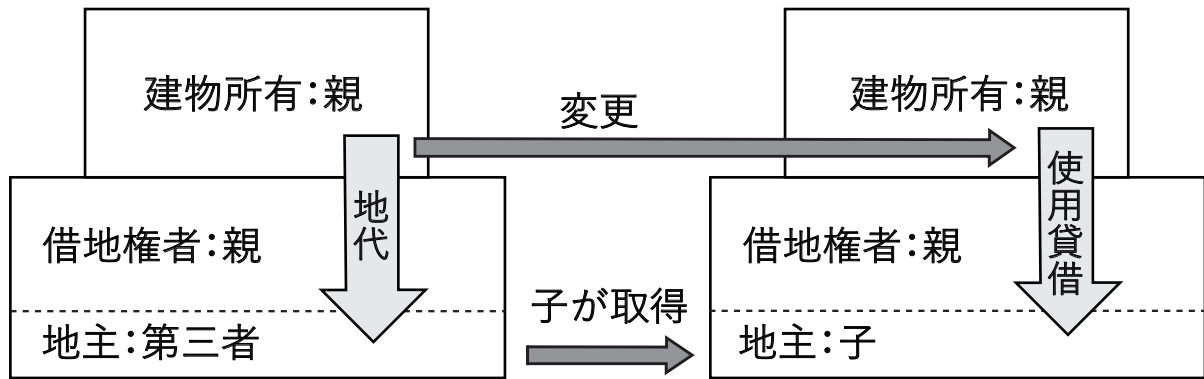 建物所有：親
地代
借地権者：親
地主：第三者
変更
子が取得
建物所有：親
使用貸借
借地権者：親
地主：子